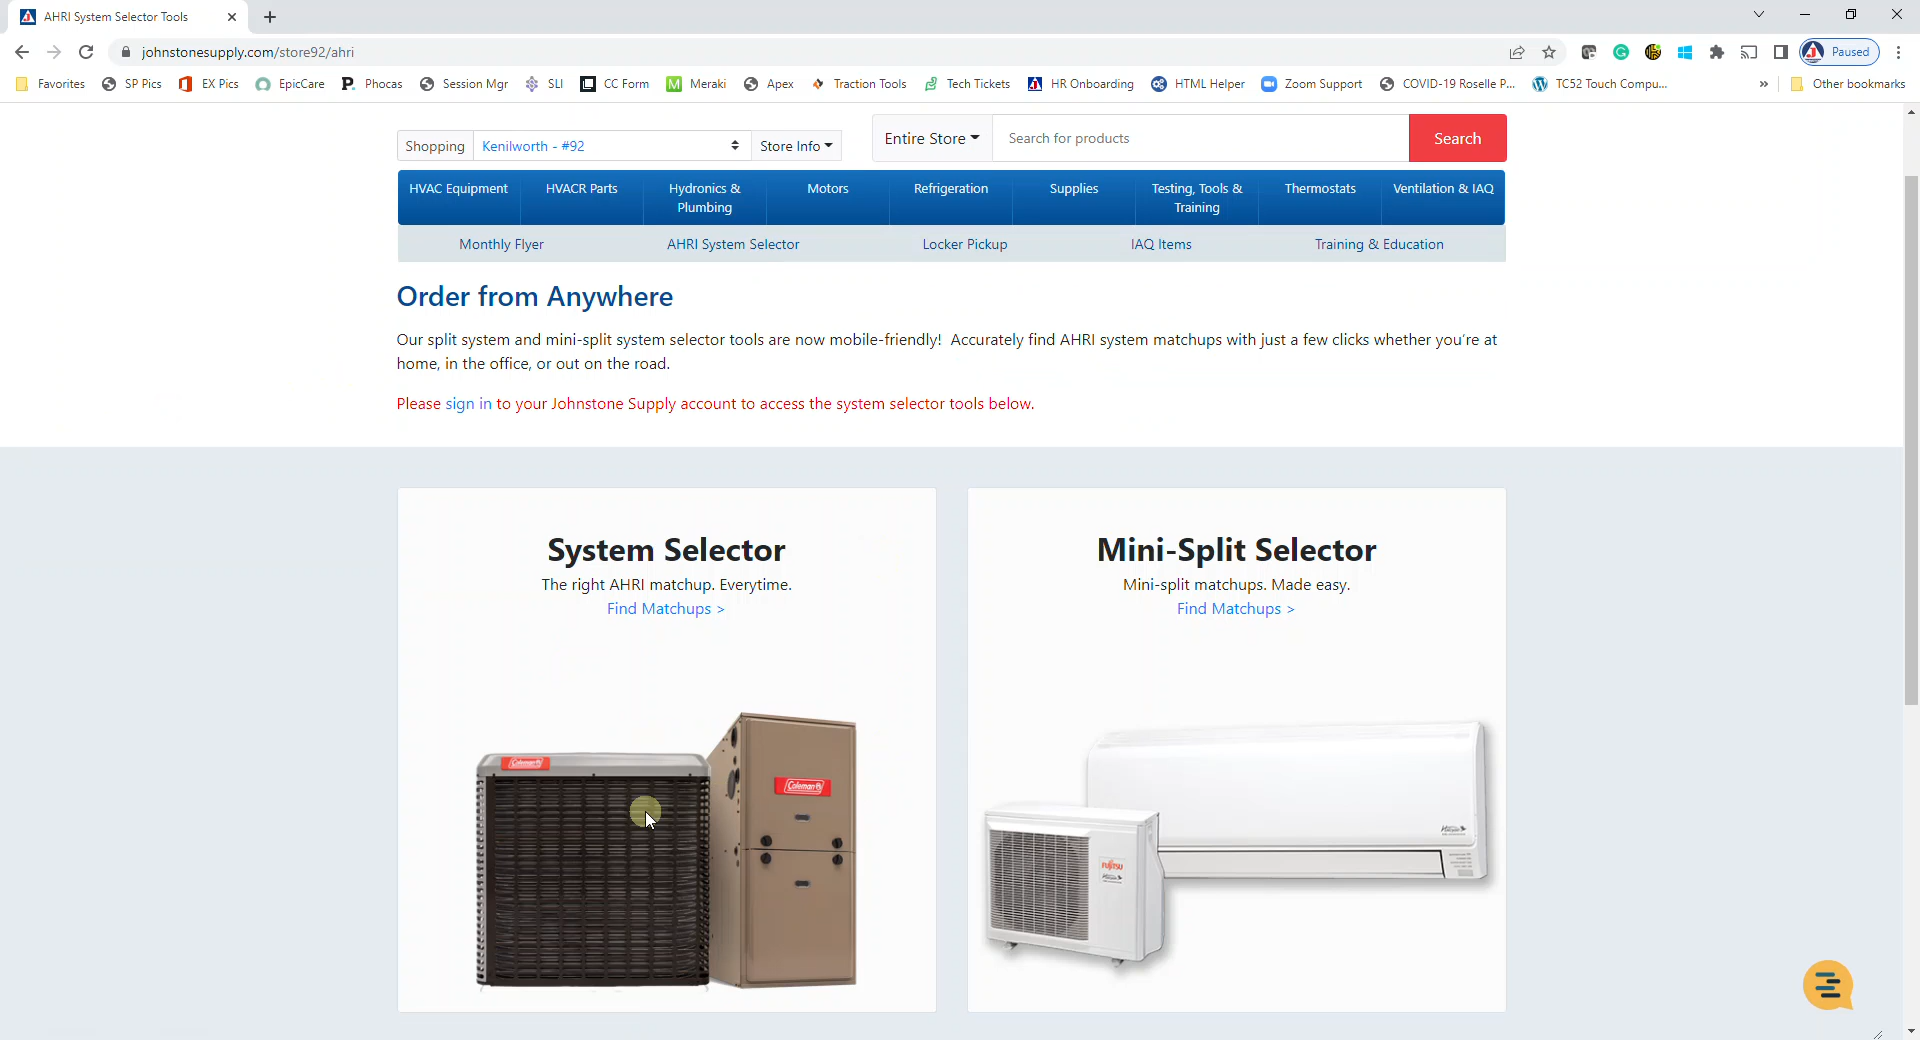 AHRI System Selector Tools
johnstonesupply.com/store92/ahri
Paused
Favorites SP Pics EX Pics EpicCare Phocas Session Mgr SLI CC Form Meraki Apex Traction Tools Tech Tickets HR Onboarding HTML Helper Zoom Support COVID-19 Roselle P... TC52 Touch Compu... » Other bookmarks
Shopping Kenilworth - #92 Store Info Entire Store Search for products Search
HVAC Equipment HVACR Parts Hydronics & Plumbing Motors Refrigeration Supplies Testing, Tools & Training Thermostats Ventilation & IAQ
Monthly Flyer AHRI System Selector Locker Pickup IAQ Items Training & Education
Order from Anywhere
Our split system and mini-split system selector tools are now mobile-friendly! Accurately find AHRI system matchups with just a few clicks whether you're at
home, in the office, or out on the road.
Please sign in to your Johnstone Supply account to access the system selector tools below.
System Selector
The right AHRI matchup. Everytime.
Find Matchups >
Coleman
Coleman
Mini-Split Selector
Mini-split matchups. Made easy.
Find Matchups >
FUJITSU